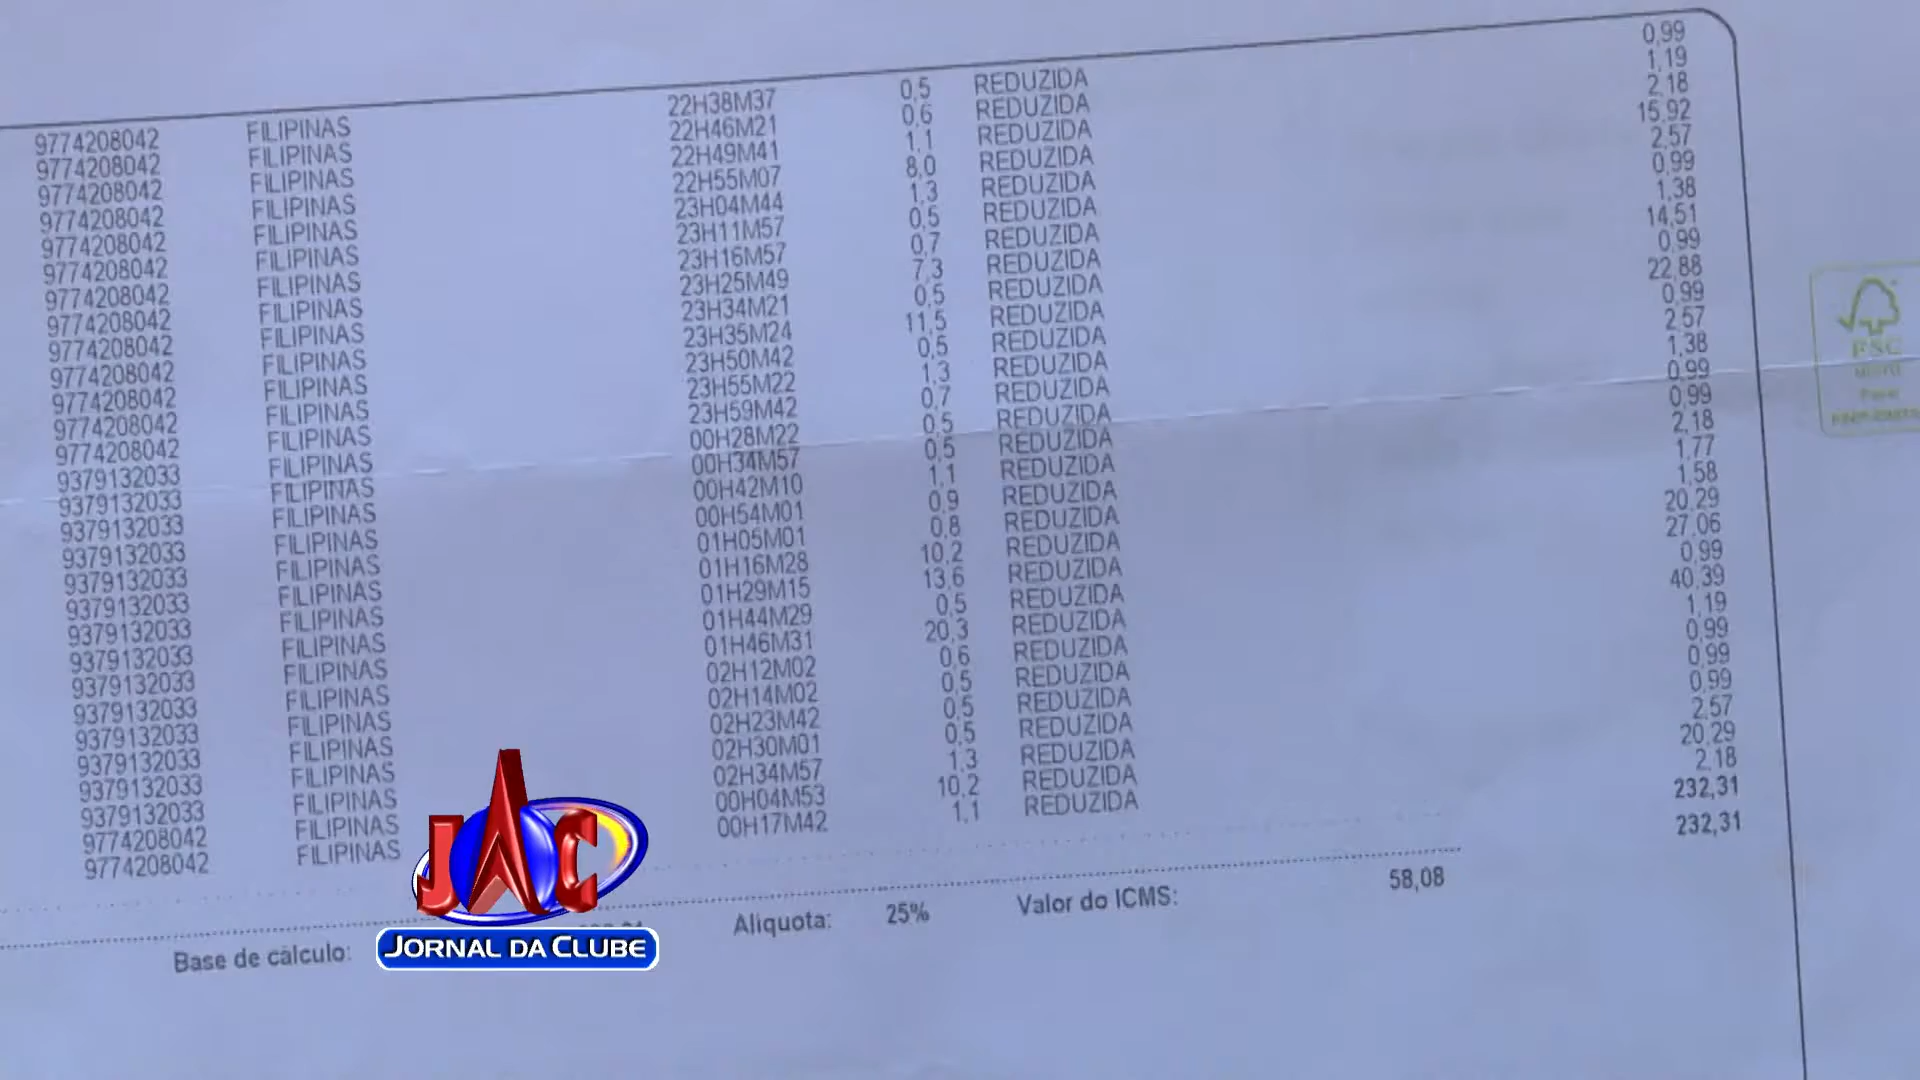 9774208042 FILIPINAS 22H38M37 0,5 REDUZIDA 0,99
9774208042 FILIPINAS 22H46M21 0,6 REDUZIDA 1,19
9774208042 FILIPINAS 22H49M41 1,1 REDUZIDA 2,18
9774208042 FILIPINAS 22H55M07 8,0 REDUZIDA 15,92
9774208042 FILIPINAS 23H04M44 1,3 REDUZIDA 2,57
9774208042 FILIPINAS 23H11M57 0,5 REDUZIDA 0,99
9774208042 FILIPINAS 23H16M57 0,7 REDUZIDA 1,38
9774208042 FILIPINAS 23H25M49 7,3 REDUZIDA 14,51
9774208042 FILIPINAS 23H34M21 0,5 REDUZIDA 0,99
9774208042 FILIPINAS 23H35M24 11,5 REDUZIDA 22,88
9774208042 FILIPINAS 23H50M42 0,5 REDUZIDA 0,99
9774208042 FILIPINAS 23H55M22 1,3 REDUZIDA 2,57
9774208042 FILIPINAS 23H59M42 0,7 REDUZIDA 1,38
9379132033 FILIPINAS 00H28M22 0,5 REDUZIDA 0,99
9379132033 FILIPINAS 00H34M57 0,5 REDUZIDA 0,99
9379132033 FILIPINAS 00H42M10 1,1 REDUZIDA 2,18
9379132033 FILIPINAS 00H54M01 0,9 REDUZIDA 1,77
9379132033 FILIPINAS 01H05M01 0,8 REDUZIDA 1,58
9379132033 FILIPINAS 01H16M28 10,2 REDUZIDA 20,29
9379132033 FILIPINAS 01H29M15 13,6 REDUZIDA 27,06
9379132033 FILIPINAS 01H44M29 0,5 REDUZIDA 0,99
9379132033 FILIPINAS 01H46M31 20,3 REDUZIDA 40,39
9379132033 FILIPINAS 02H12M02 0,6 REDUZIDA 1,19
9379132033 FILIPINAS 02H14M02 0,5 REDUZIDA 0,99
9379132033 FILIPINAS 02H23M42 0,5 REDUZIDA 0,99
9379132033 FILIPINAS 02H30M01 0,5 REDUZIDA 0,99
9379132033 FILIPINAS 02H34M57 1,3 REDUZIDA 2,57
9774208042 FILIPINAS 00H04M53 10,2 REDUZIDA 20,29
9774208042 FILIPINAS 00H17M42 1,1 REDUZIDA 2,18
232,31
232,31
Base de cálculo: Alíquota: 25% Valor do ICMS: 58,08
FSC
JAC
JORNAL DA CLUBE